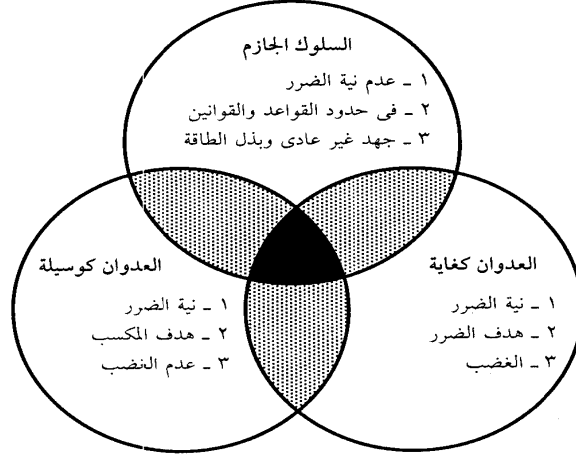 السلوك الجازم
١ - عدم نية الضرر
٢ - فى حدود القواعد والقوانين
٣ - جهد غير عادى وبذل الطاقة
العدوان كغاية
١ - نية الضرر
٢ - هدف الضرر
٣ - الغضب
العدوان كوسيلة
١ - نية الضرر
٢ - هدف المكسب
٣ - عدم الغضب